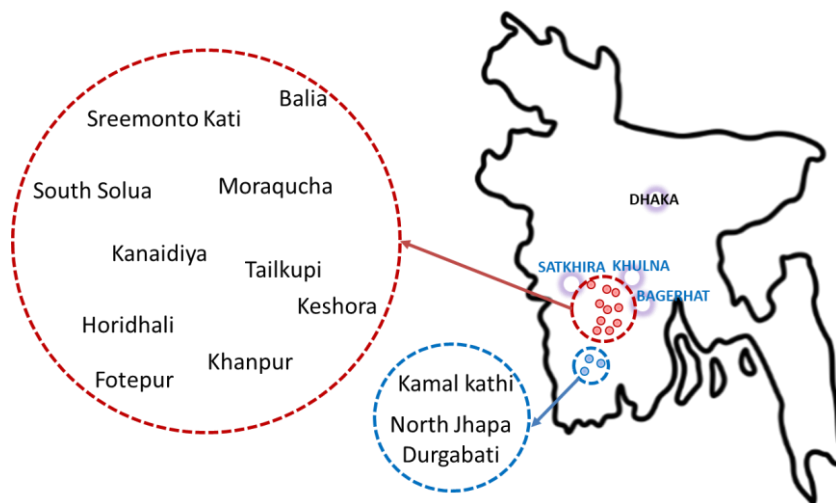 Balia
Sreemonto Kati
South Solua
Moraqucha
Kanaidiya
Tailkupi
Keshora
Horidhali
Khanpur
Fotepur
Kamal kathi
North Jhapa
Durgabati
DHAKA
SATKHIRA
KHULNA
BAGERHAT